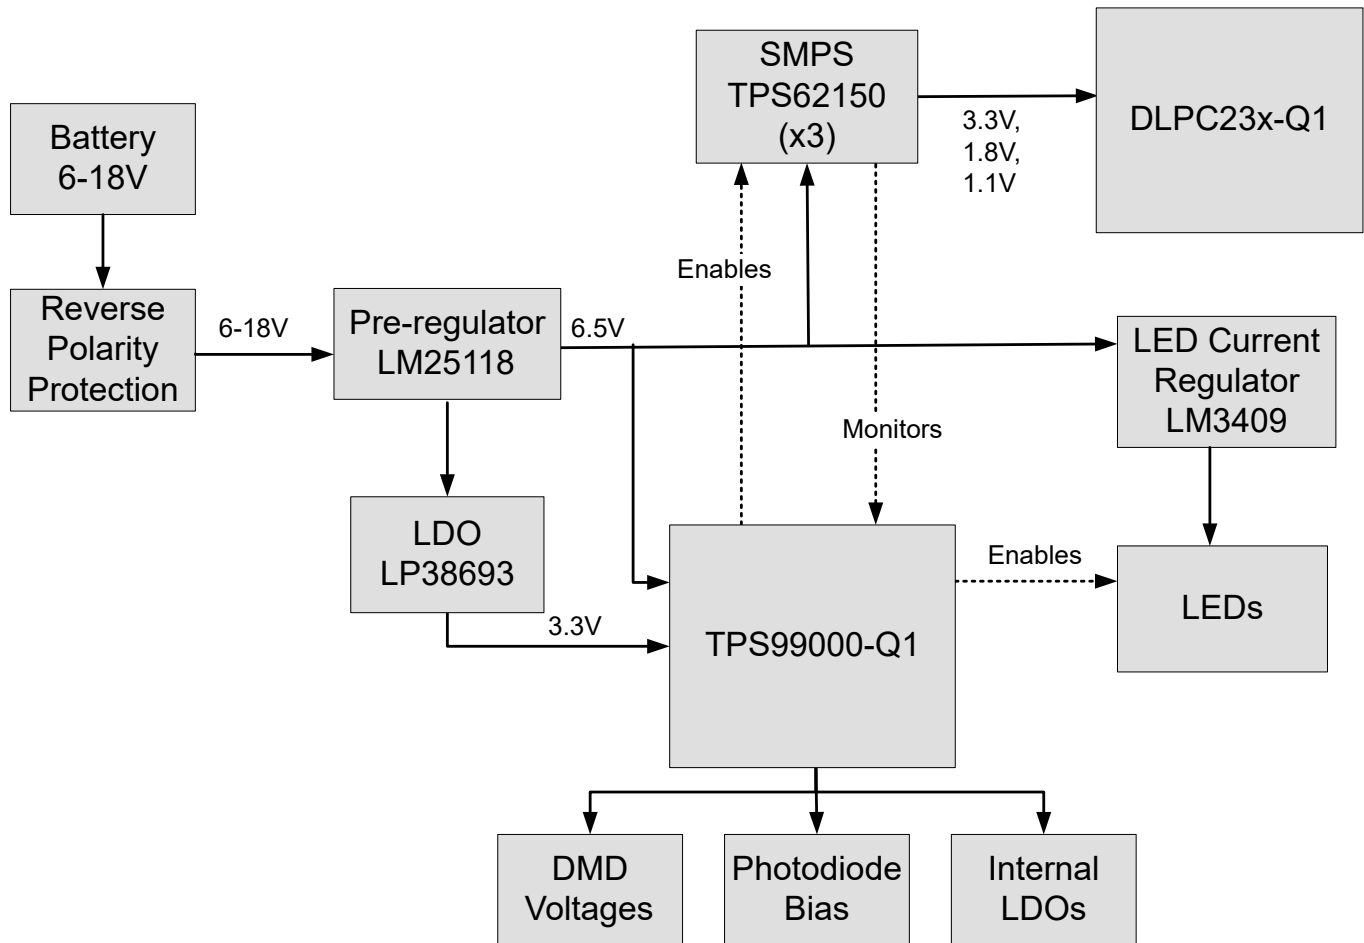 SMPS
TPS62150
(x3)
DLPC23x-Q1
3.3V,
1.8V,
1.1V
Battery
6-18V
Enables
Reverse
Polarity
Protection
6-18V
Pre-regulator
LM25118
6.5V
LED Current
Regulator
LM3409
Monitors
LDO
LP38693
3.3V
TPS99000-Q1
Enables
LEDs
DMD
Voltages
Photodiode
Bias
Internal
LDOs